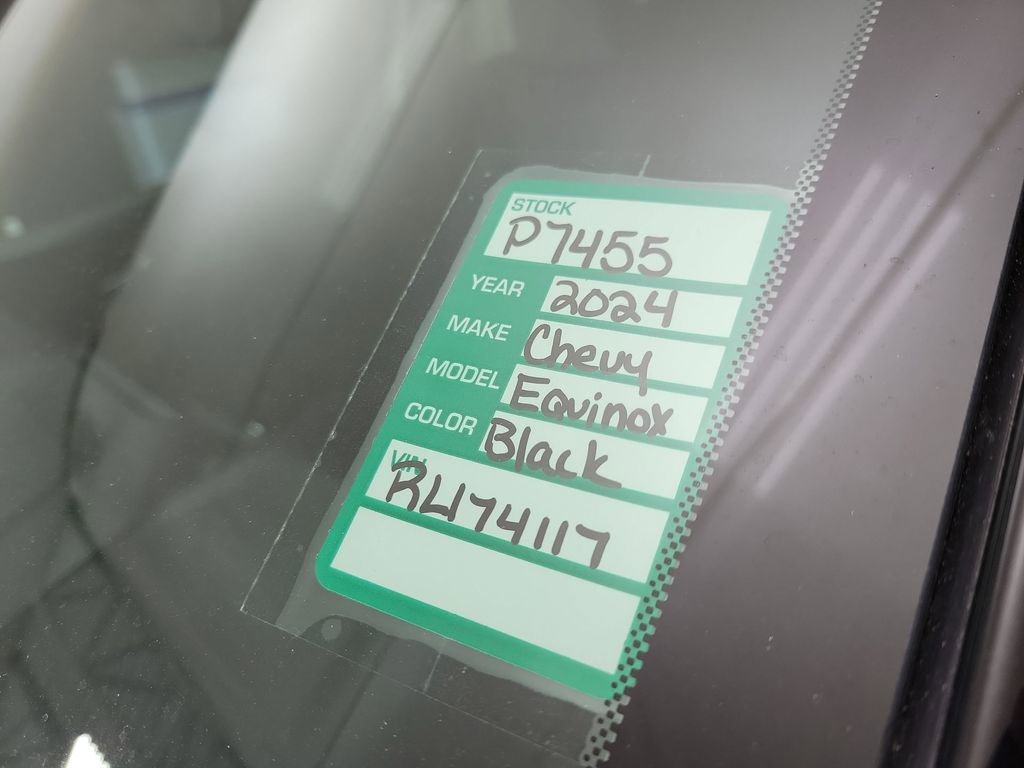 STOCK
P7455
YEAR 2024
MAKE Chevy
MODEL Equinox
COLOR Black
VIN
RL174117